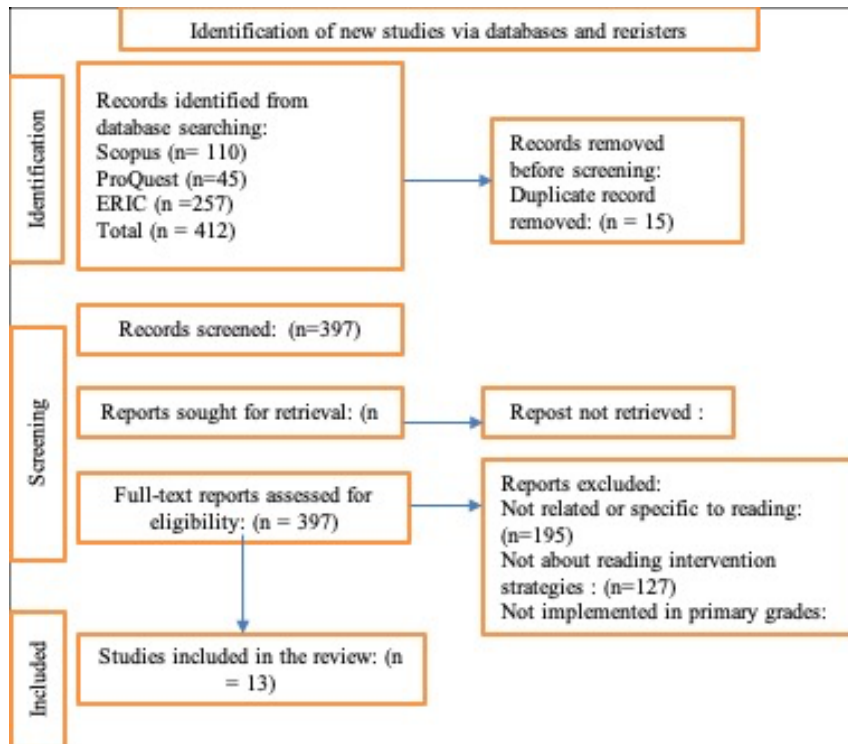 Identification of new studies via databases and registers
Identification
Records identified from
database searching:
Scopus (n= 110)
ProQuest (n=45)
ERIC (n =257)
Total (n = 412)
Records removed
before screening:
Duplicate record
removed: (n = 15)
Screening
Records screened:  (n=397)
Reports sought for retrieval: (n
Repost not retrieved :
Full-text reports assessed for
eligibility: (n = 397)
Reports excluded:
Not related or specific to reading:
(n=195)
Not about reading intervention
strategies : (n=127)
Not implemented in primary grades:
Included
Studies included in the review: (n
= 13)